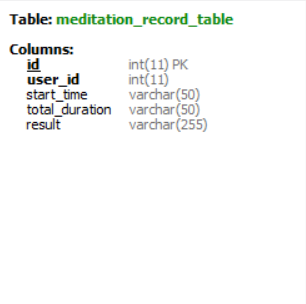 Table: meditation_record_table
Columns:
id int(11) PK
user_id int(11)
start_time varchar(50)
total_duration varchar(50)
result varchar(255)